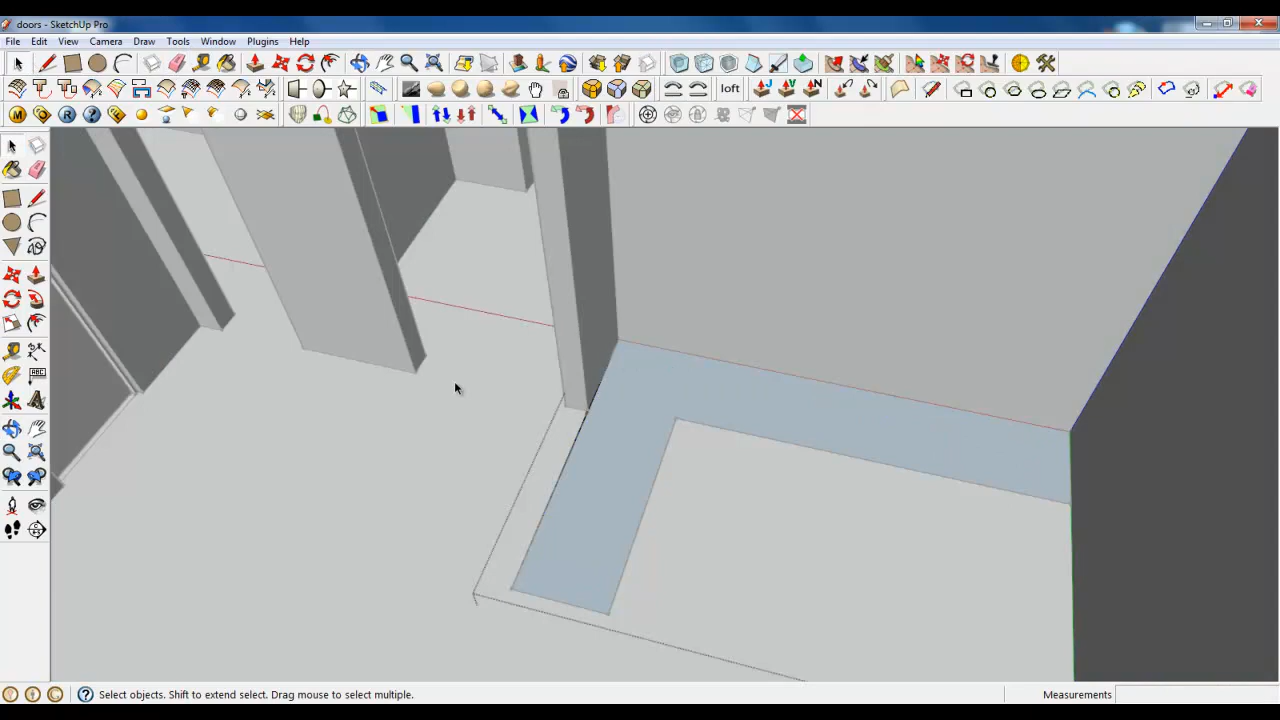 doors - SketchUp Pro
File Edit View Camera Draw Tools Window Plugins Help
loft
M Q R ?
ABC
Select objects. Shift to extend select. Drag mouse to select multiple. Measurements